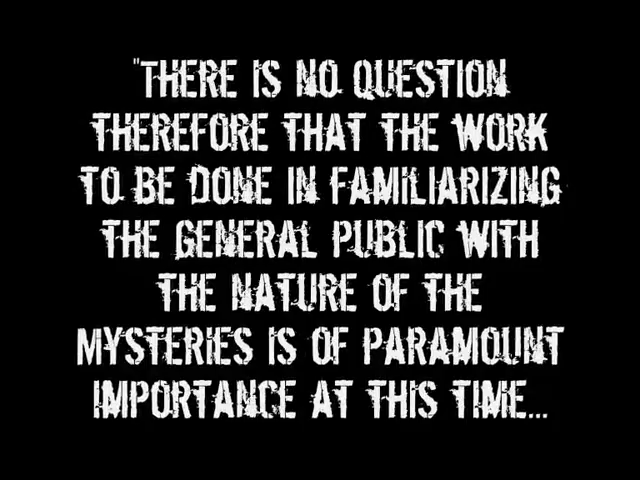 "THERE IS NO QUESTION
THEREFORE THAT THE WORK
TO BE DONE IN FAMILIARIZING
THE GENERAL PUBLIC WITH
THE NATURE OF THE
MYSTERIES IS OF PARAMOUNT
IMPORTANCE AT THIS TIME...